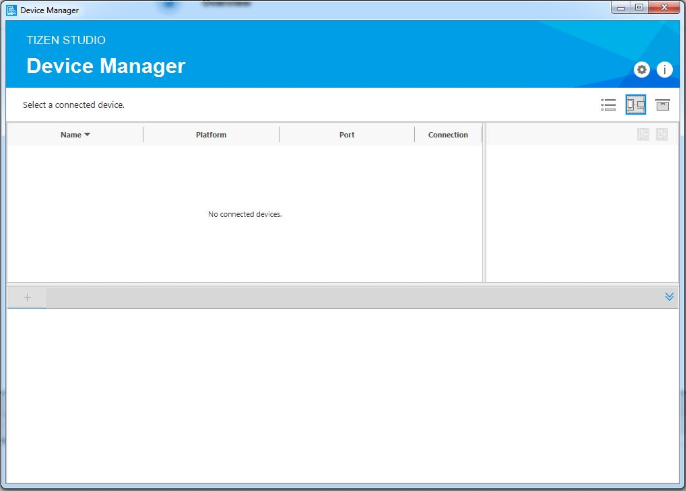 Device Manager
TIZEN STUDIO
Device Manager
i
Select a connected device.
Name Platform Port Connection
No connected devices.
+